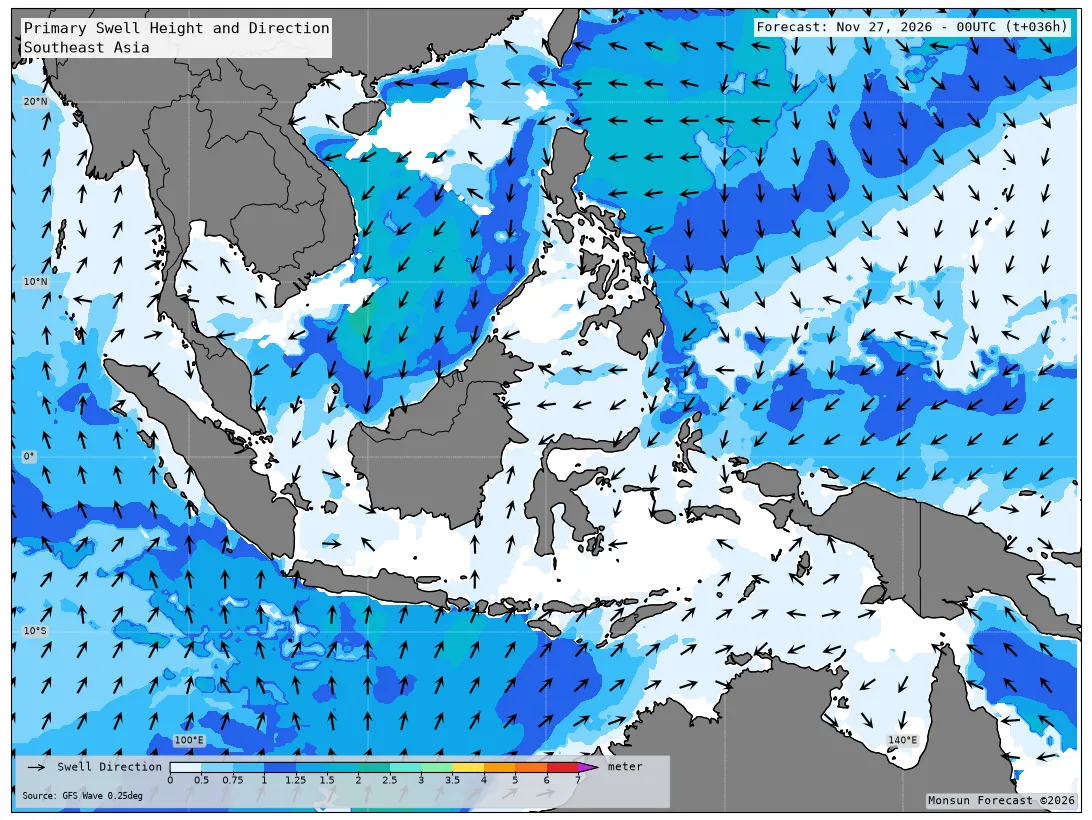 Primary Swell Height and Direction
Southeast Asia
Forecast: Nov 27, 2026 - 00UTC (t+036h)
20°N
10°N
0°
10°S
100°E
140°E
Swell Direction
0 0.5 0.75 1 1.25 1.5 2 2.5 3 3.5 4 5 6 7
meter
Source: GFS Wave 0.25deg
Monsun Forecast ©2026